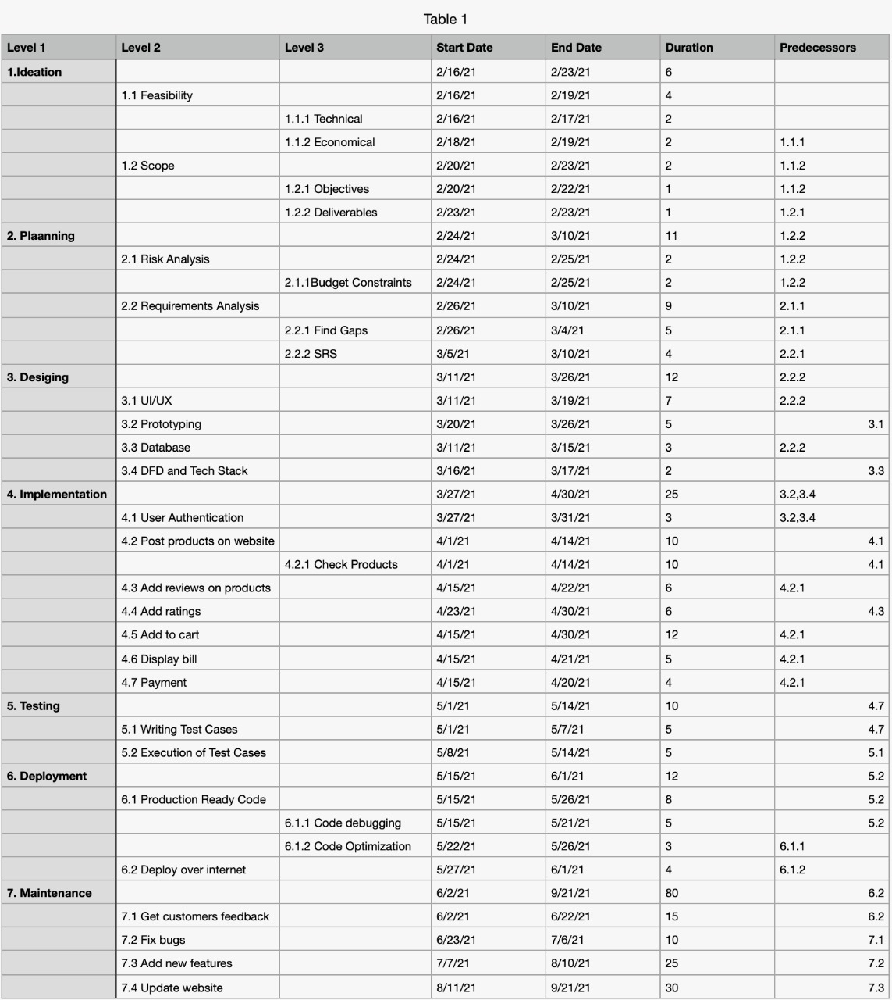 Table 1
Level 1 Level 2 Level 3 Start Date End Date Duration Predecessors
1.Ideation 2/16/21 2/23/21 6
1.1 Feasibility 2/16/21 2/19/21 4
1.1.1 Technical 2/16/21 2/17/21 2
1.1.2 Economical 2/18/21 2/19/21 2 1.1.1
1.2 Scope 2/20/21 2/23/21 2 1.1.2
1.2.1 Objectives 2/20/21 2/22/21 1 1.1.2
1.2.2 Deliverables 2/23/21 2/23/21 1 1.2.1
2. Plaanning 2/24/21 3/10/21 11 1.2.2
2.1 Risk Analysis 2/24/21 2/25/21 2 1.2.2
2.1.1Budget Constraints 2/24/21 2/25/21 2 1.2.2
2.2 Requirements Analysis 2/26/21 3/10/21 9 2.1.1
2.2.1 Find Gaps 2/26/21 3/4/21 5 2.1.1
2.2.2 SRS 3/5/21 3/10/21 4 2.2.1
3. Desiging 3/11/21 3/26/21 12 2.2.2
3.1 UI/UX 3/11/21 3/19/21 7 2.2.2
3.2 Prototyping 3/20/21 3/26/21 5 3.1
3.3 Database 3/11/21 3/15/21 3 2.2.2
3.4 DFD and Tech Stack 3/16/21 3/17/21 2 3.3
4. Implementation 3/27/21 4/30/21 25 3.2,3.4
4.1 User Authentication 3/27/21 3/31/21 3 3.2,3.4
4.2 Post products on website 4/1/21 4/14/21 10 4.1
4.2.1 Check Products 4/1/21 4/14/21 10 4.1
4.3 Add reviews on products 4/15/21 4/22/21 6 4.2.1
4.4 Add ratings 4/23/21 4/30/21 6 4.3
4.5 Add to cart 4/15/21 4/30/21 12 4.2.1
4.6 Display bill 4/15/21 4/21/21 5 4.2.1
4.7 Payment 4/15/21 4/20/21 4 4.2.1
5. Testing 5/1/21 5/14/21 10 4.7
5.1 Writing Test Cases 5/1/21 5/7/21 5 4.7
5.2 Execution of Test Cases 5/8/21 5/14/21 5 5.1
6. Deployment 5/15/21 6/1/21 12 5.2
6.1 Production Ready Code 5/15/21 5/26/21 8 5.2
6.1.1 Code debugging 5/15/21 5/21/21 5 5.2
6.1.2 Code Optimization 5/22/21 5/26/21 3 6.1.1
6.2 Deploy over internet 5/27/21 6/1/21 4 6.1.2
7. Maintenance 6/2/21 9/21/21 80 6.2
7.1 Get customers feedback 6/2/21 6/22/21 15 6.2
7.2 Fix bugs 6/23/21 7/6/21 10 7.1
7.3 Add new features 7/7/21 8/10/21 25 7.2
7.4 Update website 8/11/21 9/21/21 30 7.3